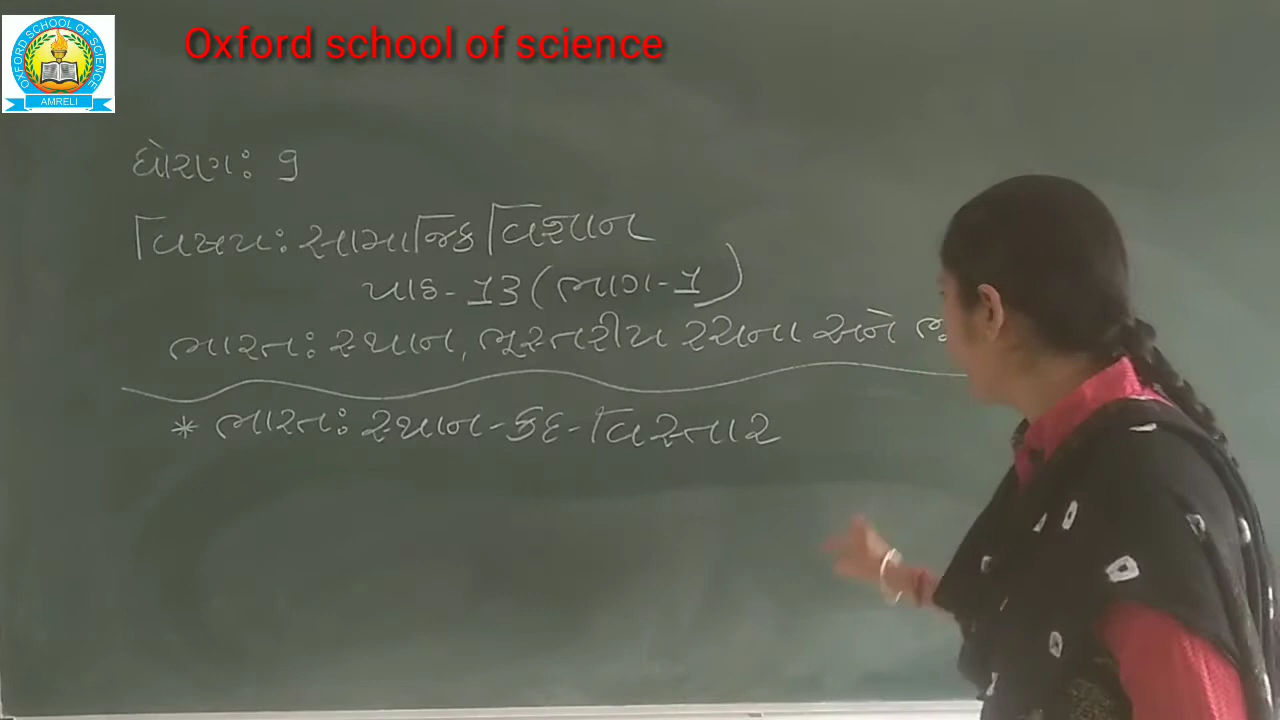 Oxford school of science
OXFORD SCHOOL OF SCIENCE
AMRELI
ધોરણ: 9
વિષય: સામાજિક વિજ્ઞાન
પાઠ-13 (ભાગ-1)
ભારત: સ્થાન, ભૂસ્તરીય રચના અને
* ભારત: સ્થાન-કદ-વિસ્તાર